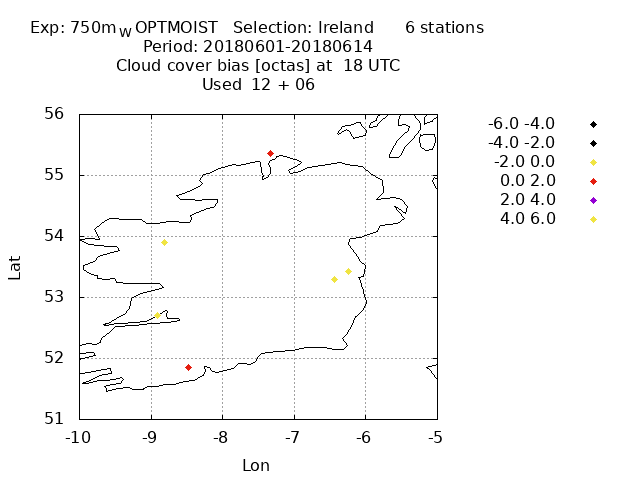 Exp: 750m_W OPTMOIST Selection: Ireland 6 stations
Period: 20180601-20180614
Cloud cover bias [octas] at 18 UTC
Used 12 + 06
56
55
54
53
52
51
-10 -9 -8 -7 -6 -5
Lat
Lon
-6.0 -4.0
-4.0 -2.0
-2.0 0.0
0.0 2.0
2.0 4.0
4.0 6.0